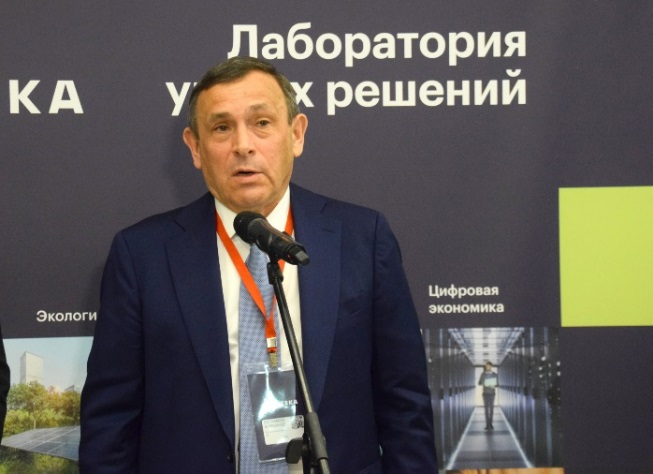 Лаборатория
решений
КА
Экологи
Цифровая
экономика